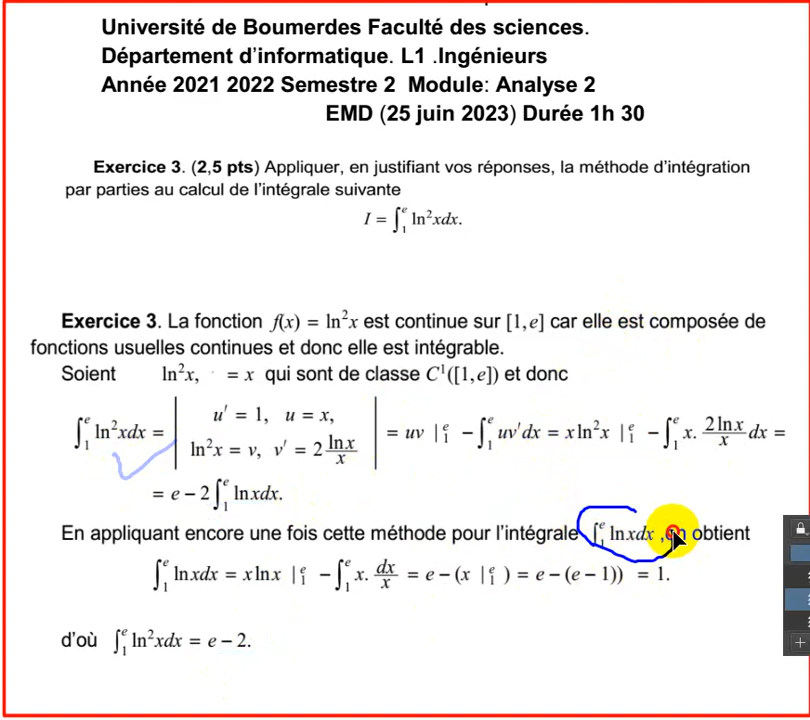 Université de Boumerdes Faculté des sciences.
Département d'informatique. L1 .Ingénieurs
Année 2021 2022 Semestre 2 Module: Analyse 2
EMD (25 juin 2023) Durée 1h 30
Exercice 3. (2,5 pts) Appliquer, en justifiant vos réponses, la méthode d'intégration
par parties au calcul de l'intégrale suivante
I = ∫₁ᵉ ln²xdx.
Exercice 3. La fonction f(x) = ln²x est continue sur [1,e] car elle est composée de
fonctions usuelles continues et donc elle est intégrable.
Soient ln²x, = x qui sont de classe C¹([1,e]) et donc
∫₁ᵉ ln²xdx = | u′ = 1, u = x, ln²x = v, v′ = 2 lnx/x | = uv |₁ᵉ − ∫₁ᵉ uv′dx = x ln²x |₁ᵉ − ∫₁ᵉ x. 2 lnx/x dx =
= e − 2 ∫₁ᵉ lnxdx.
En appliquant encore une fois cette méthode pour l'intégrale ∫₁ᵉ lnxdx , obtient
∫₁ᵉ lnxdx = x lnx |₁ᵉ − ∫₁ᵉ x. dx/x = e − (x |₁ᵉ ) = e − (e − 1)) = 1.
d'où ∫₁ᵉ ln²xdx = e − 2.